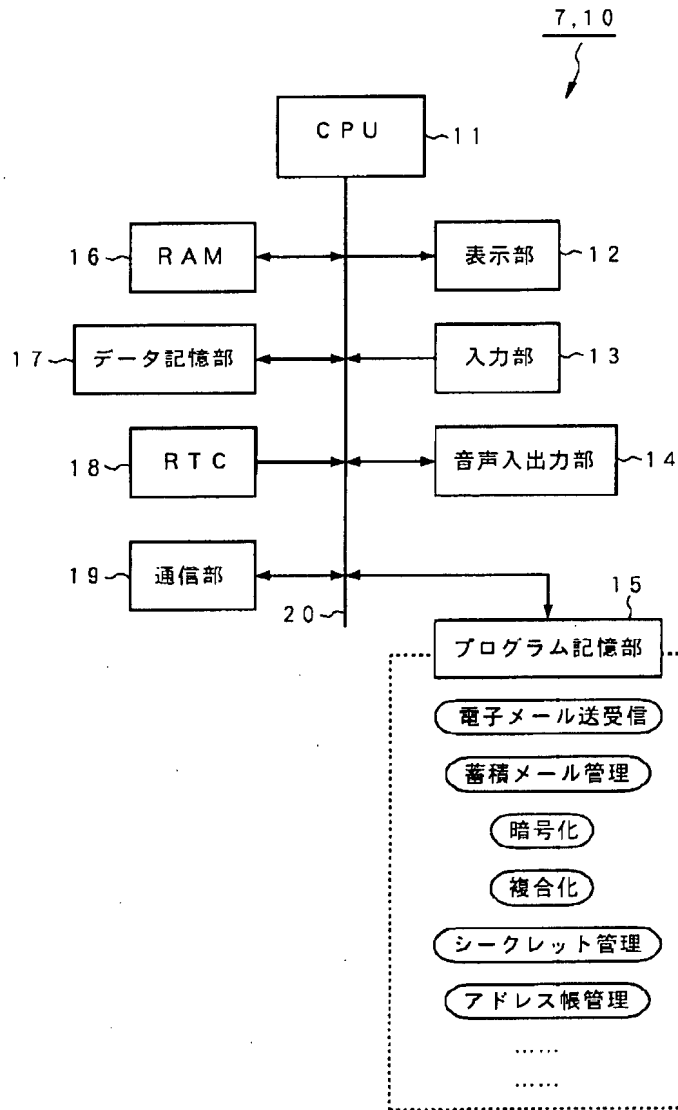 7,10
CPU
11
16
RAM
表示部
12
17
データ記憶部
入力部
13
18
RTC
音声入出力部
14
19
通信部
20
15
プログラム記憶部
電子メール送受信
蓄積メール管理
暗号化
複合化
シークレット管理
アドレス帳管理
……
……